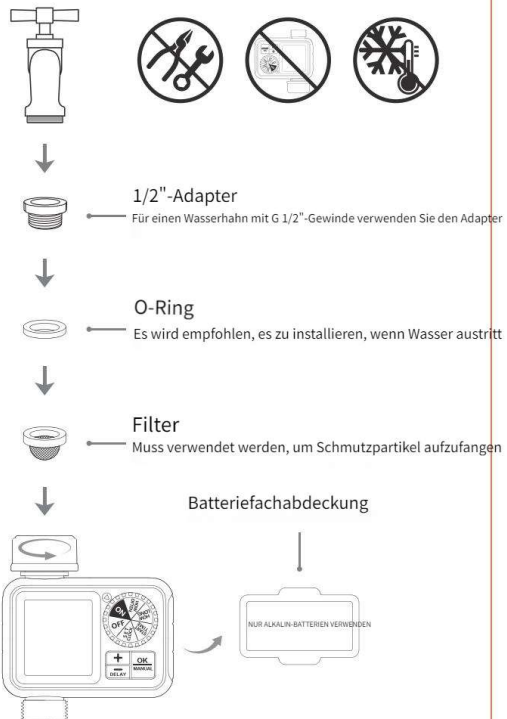 1/2"-Adapter
Für einen Wasserhahn mit G 1/2"-Gewinde verwenden Sie den Adapter
O-Ring
Es wird empfohlen, es zu installieren, wenn Wasser austritt
Filter
Muss verwendet werden, um Schmutzpartikel aufzufangen
Batteriefachabdeckung
ON
OFF
+
OK
MANUAL
−
DELAY
NUR ALKALIN-BATTERIEN VERWENDEN